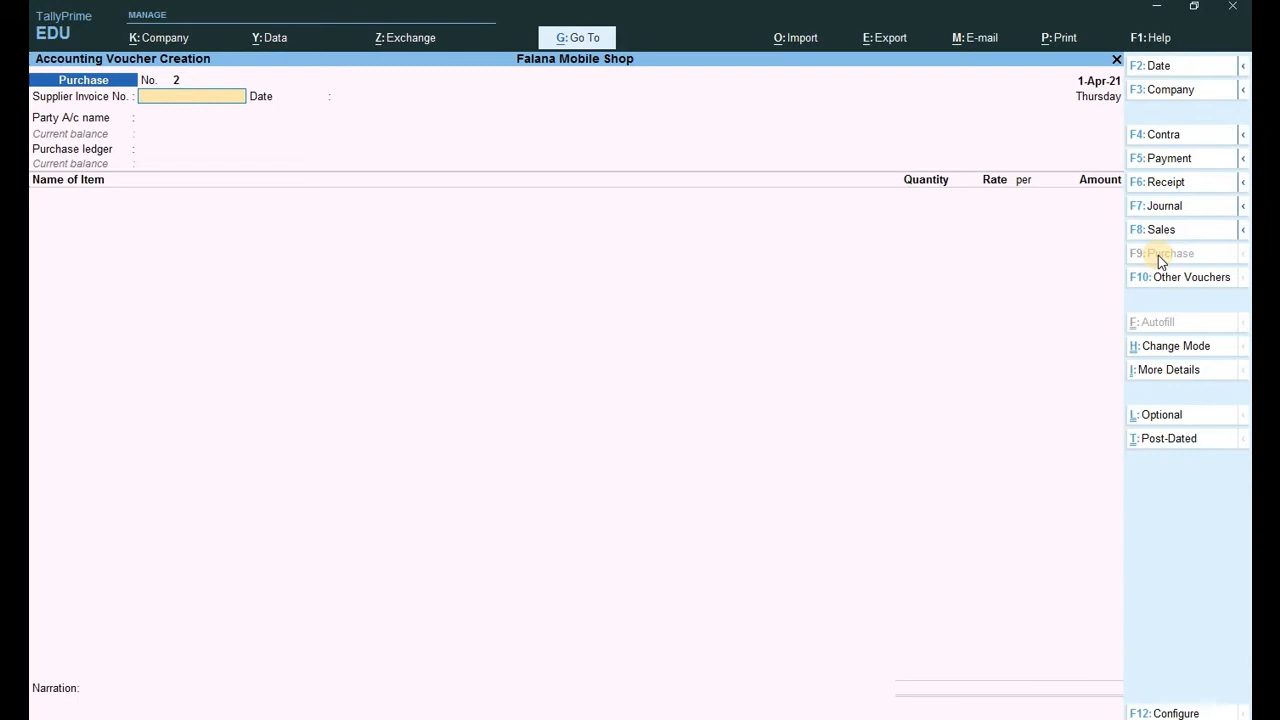 TallyPrime
EDU
MANAGE
K: Company
Y: Data
Z: Exchange
G: Go To
O: Import
E: Export
M: E-mail
P: Print
F1: Help
Accounting Voucher Creation
Falana Mobile Shop
Purchase No. 2
1-Apr-21
Supplier Invoice No. : Date :
Thursday
Party A/c name :
Current balance :
Purchase ledger :
Current balance :
Name of Item Quantity Rate per Amount
Narration:
F2: Date
F3: Company
F4: Contra
F5: Payment
F6: Receipt
F7: Journal
F8: Sales
F9: Purchase
F10: Other Vouchers
F: Autofill
H: Change Mode
I: More Details
L: Optional
T: Post-Dated
F12: Configure